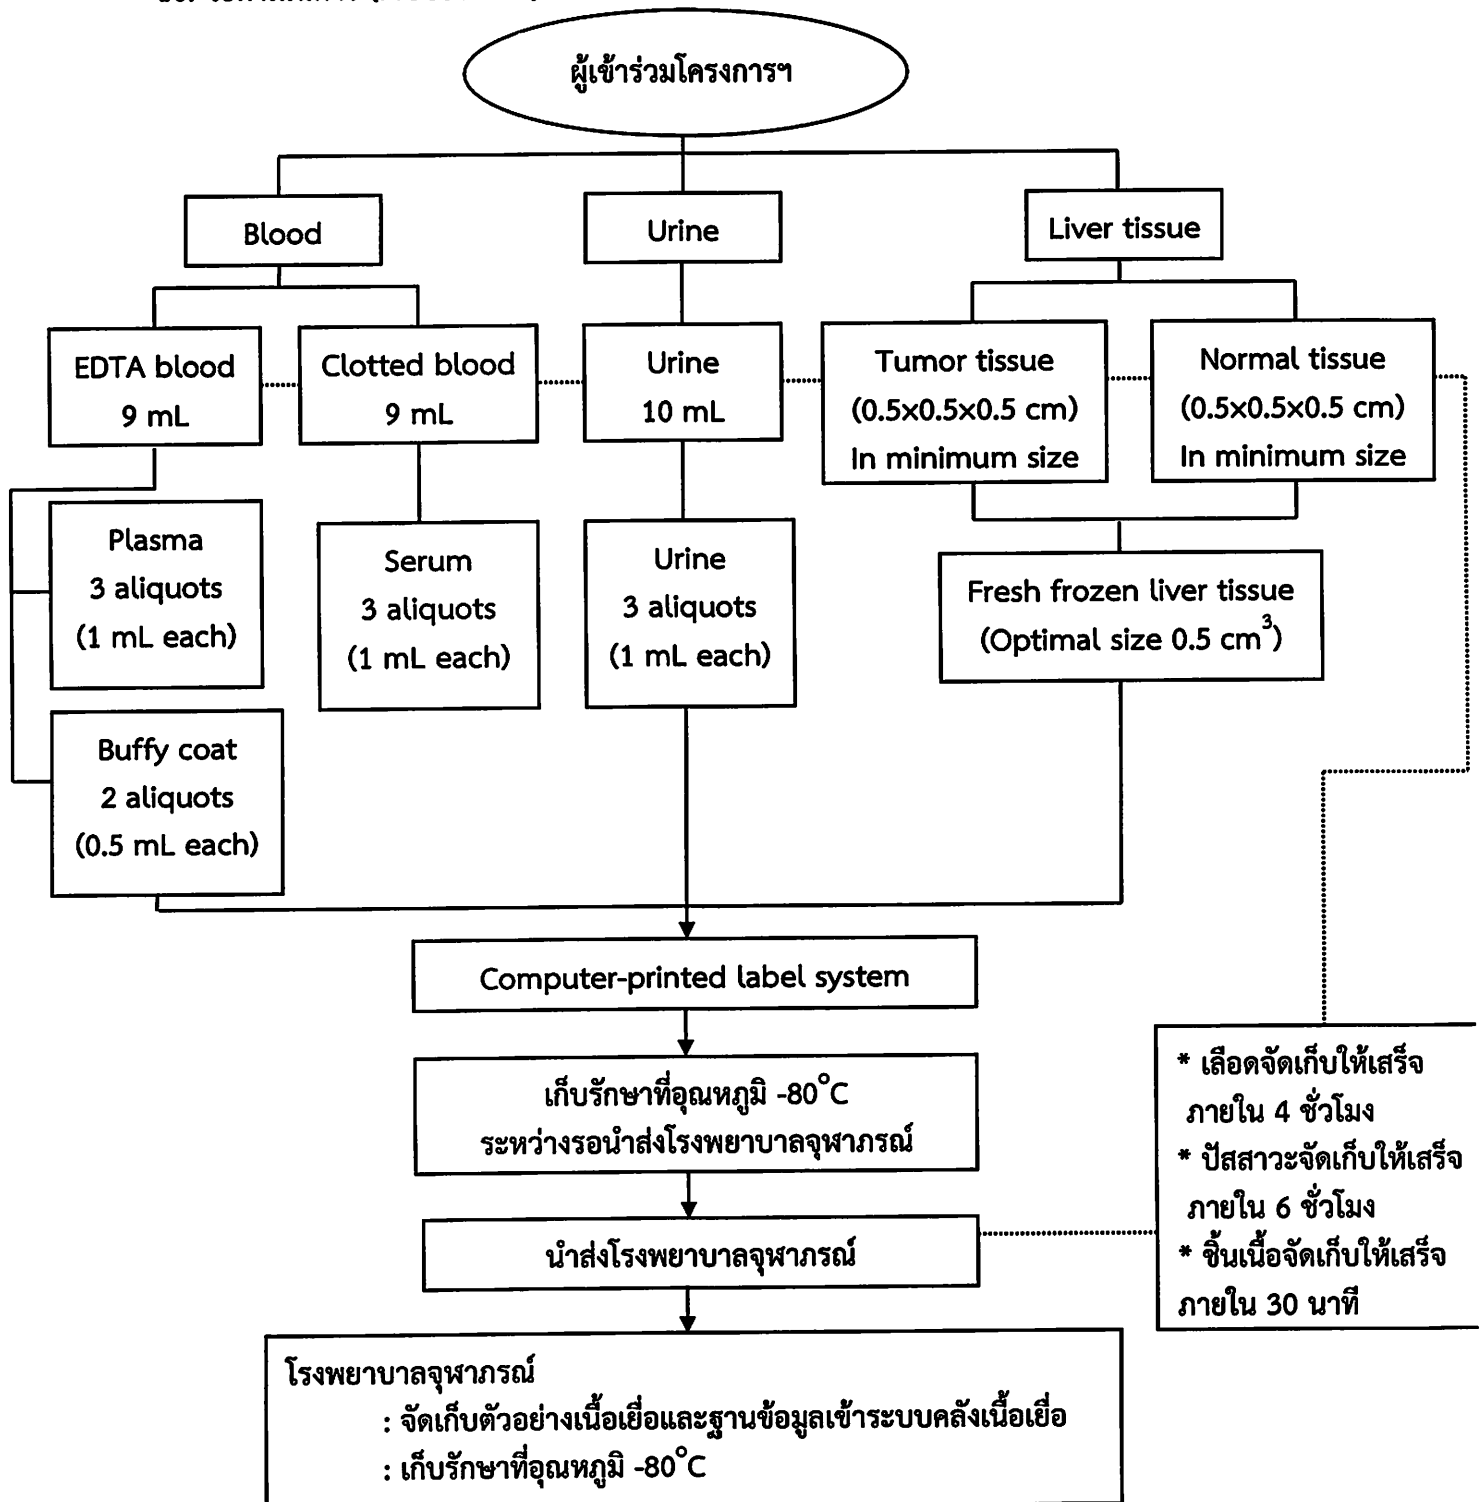 ผู้เข้าร่วมโครงการฯ
Blood
Urine
Liver tissue
EDTA blood
9 mL
Clotted blood
9 mL
Urine
10 mL
Tumor tissue
(0.5×0.5×0.5 cm)
In minimum size
Normal tissue
(0.5×0.5×0.5 cm)
In minimum size
Plasma
3 aliquots
(1 mL each)
Serum
3 aliquots
(1 mL each)
Urine
3 aliquots
(1 mL each)
Fresh frozen liver tissue
(Optimal size 0.5 cm³)
Buffy coat
2 aliquots
(0.5 mL each)
Computer-printed label system
เก็บรักษาที่อุณหภูมิ -80°C
ระหว่างรอนำส่งโรงพยาบาลจุฬาภรณ์
นำส่งโรงพยาบาลจุฬาภรณ์
* เลือดจัดเก็บให้เสร็จ
ภายใน 4 ชั่วโมง
* ปัสสาวะจัดเก็บให้เสร็จ
ภายใน 6 ชั่วโมง
* ชิ้นเนื้อจัดเก็บให้เสร็จ
ภายใน 30 นาที
โรงพยาบาลจุฬาภรณ์
: จัดเก็บตัวอย่างเนื้อเยื่อและฐานข้อมูลเข้าระบบคลังเนื้อเยื่อ
: เก็บรักษาที่อุณหภูมิ -80°C